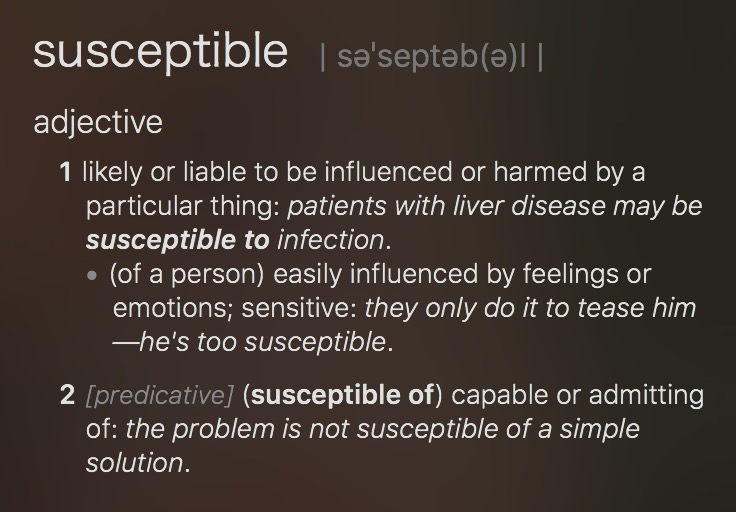 susceptible | səˈseptəb(ə)l |
adjective
1 likely or liable to be influenced or harmed by a
particular thing: patients with liver disease may be
susceptible to infection.
• (of a person) easily influenced by feelings or
emotions; sensitive: they only do it to tease him
—he's too susceptible.
2 [predicative] (susceptible of) capable or admitting
of: the problem is not susceptible of a simple
solution.